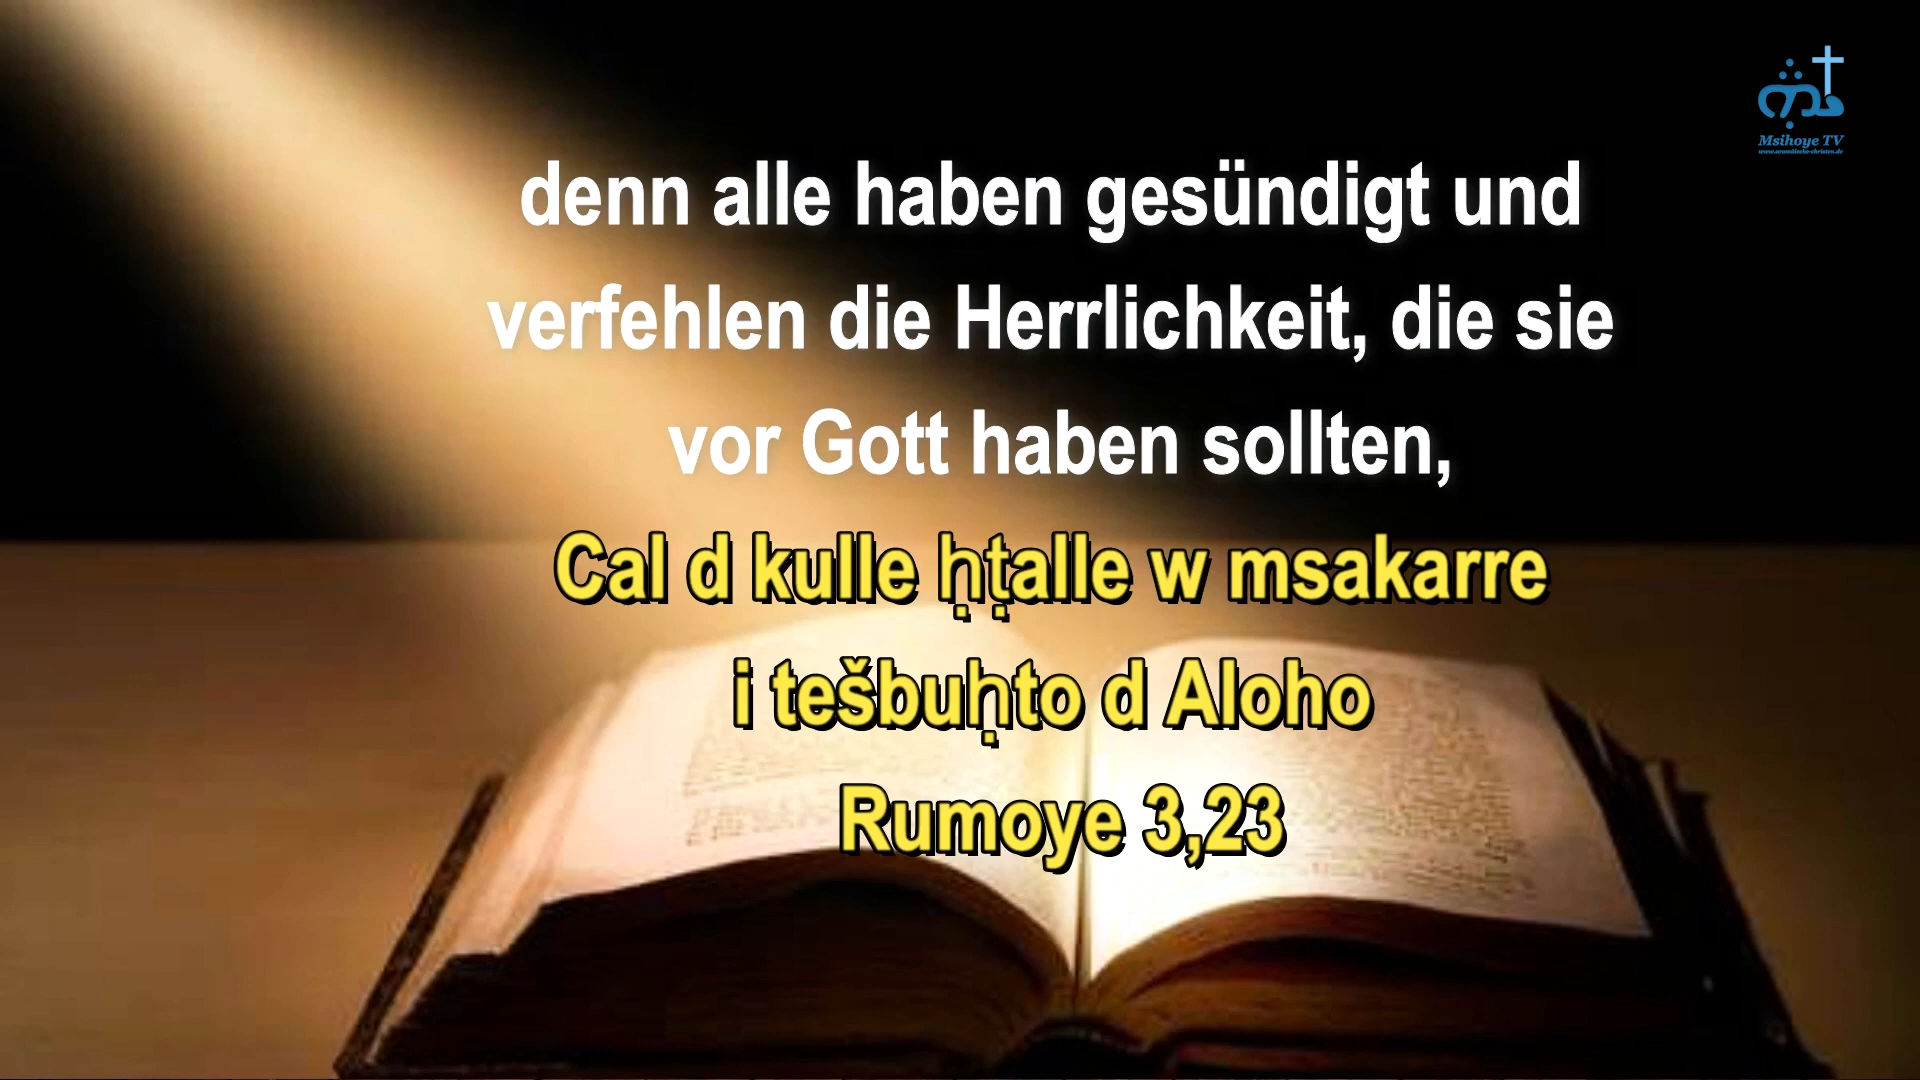 Msihoye TV
denn alle haben gesündigt und
verfehlen die Herrlichkeit, die sie
vor Gott haben sollten,
Cal d kulle ḥṭalle w msakarre
i tešbuḥto d Aloho
Rumoye 3,23